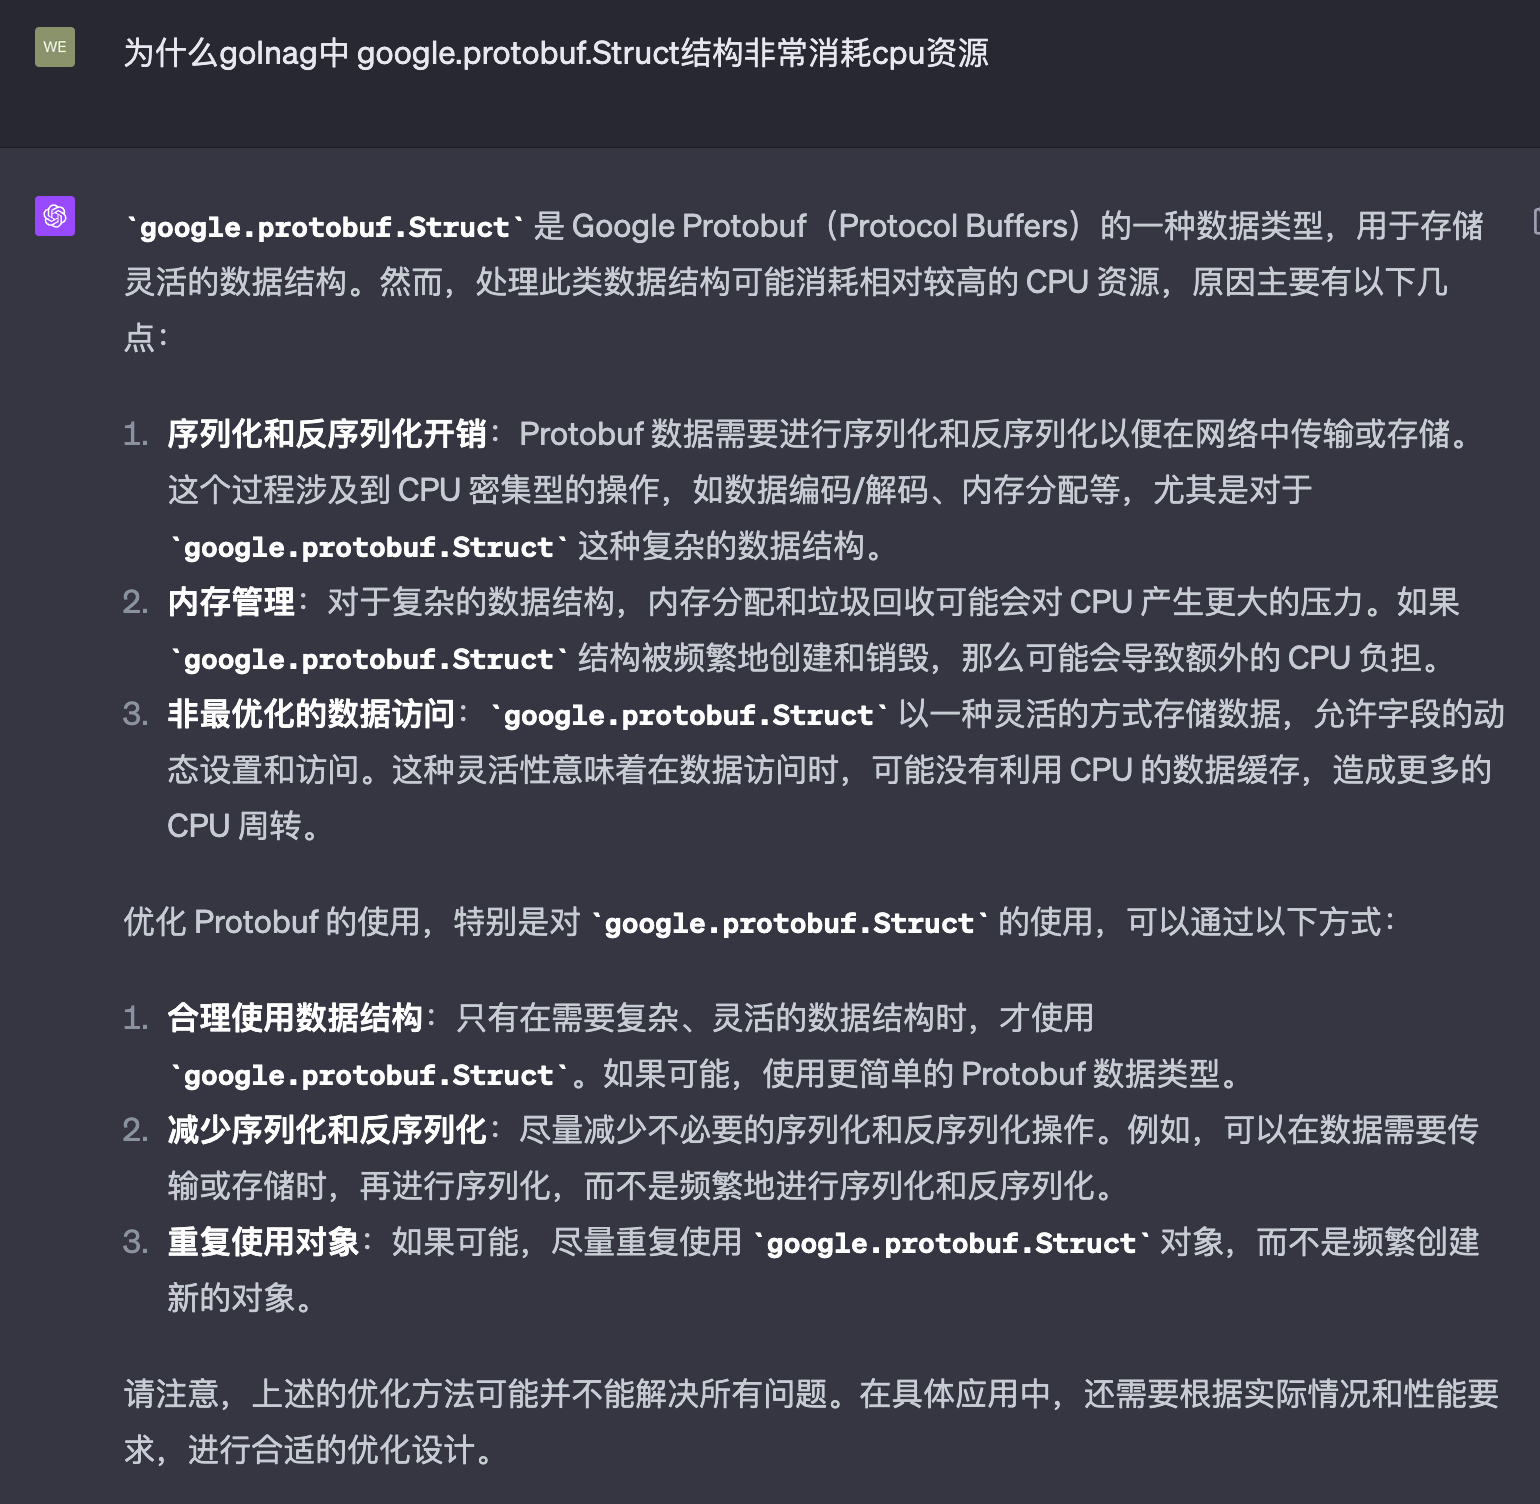 WE
为什么golnag中 google.protobuf.Struct结构非常消耗cpu资源
`google.protobuf.Struct` 是 Google Protobuf（Protocol Buffers）的一种数据类型，用于存储
灵活的数据结构。然而，处理此类数据结构可能消耗相对较高的 CPU 资源，原因主要有以下几
点：
1. 序列化和反序列化开销：Protobuf 数据需要进行序列化和反序列化以便在网络中传输或存储。
这个过程涉及到 CPU 密集型的操作，如数据编码/解码、内存分配等，尤其是对于
`google.protobuf.Struct` 这种复杂的数据结构。
2. 内存管理：对于复杂的数据结构，内存分配和垃圾回收可能会对 CPU 产生更大的压力。如果
`google.protobuf.Struct` 结构被频繁地创建和销毁，那么可能会导致额外的 CPU 负担。
3. 非最优化的数据访问：`google.protobuf.Struct` 以一种灵活的方式存储数据，允许字段的动
态设置和访问。这种灵活性意味着在数据访问时，可能没有利用 CPU 的数据缓存，造成更多的
CPU 周转。
优化 Protobuf 的使用，特别是对 `google.protobuf.Struct` 的使用，可以通过以下方式：
1. 合理使用数据结构：只有在需要复杂、灵活的数据结构时，才使用
`google.protobuf.Struct`。如果可能，使用更简单的 Protobuf 数据类型。
2. 减少序列化和反序列化：尽量减少不必要的序列化和反序列化操作。例如，可以在数据需要传
输或存储时，再进行序列化，而不是频繁地进行序列化和反序列化。
3. 重复使用对象：如果可能，尽量重复使用 `google.protobuf.Struct` 对象，而不是频繁创建
新的对象。
请注意，上述的优化方法可能并不能解决所有问题。在具体应用中，还需要根据实际情况和性能要
求，进行合适的优化设计。